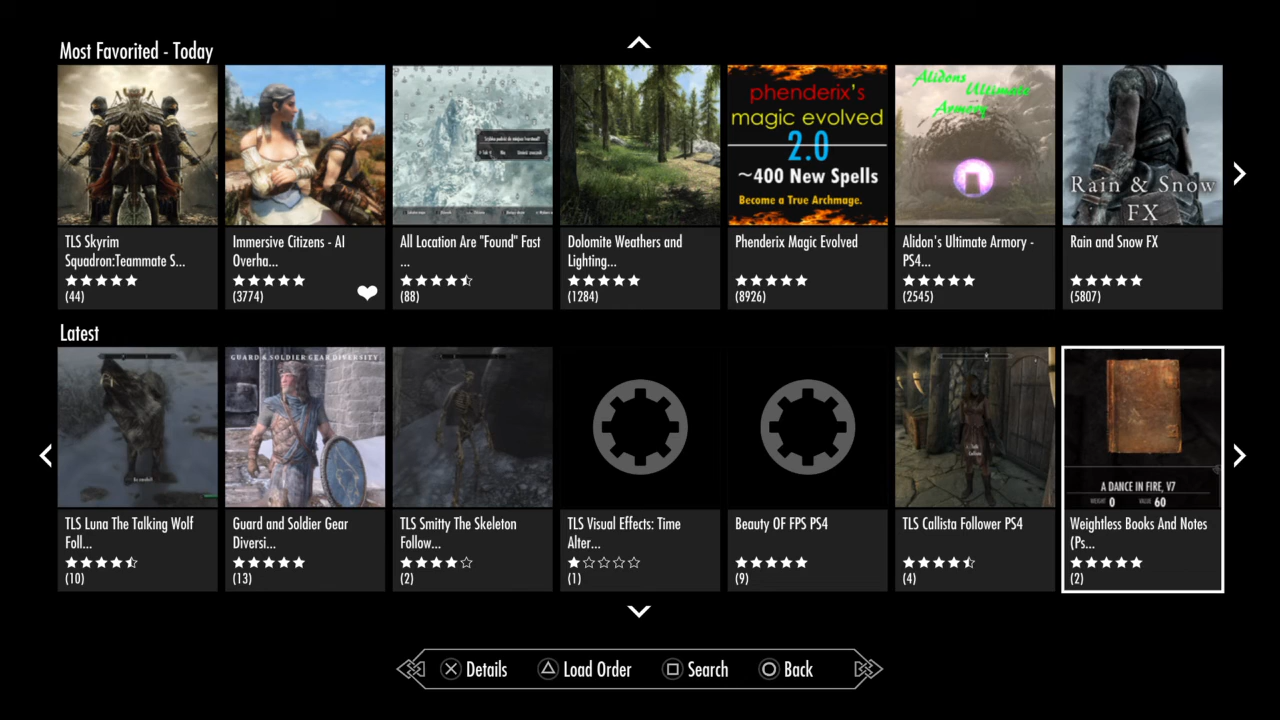 Most Favorited - Today
phenderix's
magic evolved
2.0
~400 New Spells
Become a True Archmage.
Alidons
Ultimate
Armory
Rain & Snow
FX
TLS Skyrim
Squadron:Teammate S...
(44)
Immersive Citizens - AI
Overha...
(3774)
All Location Are "Found" Fast
...
(88)
Dolomite Weathers and
Lighting...
(1284)
Phenderix Magic Evolved
(8926)
Alidon's Ultimate Armory -
PS4...
(2545)
Rain and Snow FX
(5807)
Latest
GUARD & SOLDIER GEAR DIVERSITY
A DANCE IN FIRE, V7
WEIGHT 0 VALUE 60
TLS Luna The Talking Wolf
Foll...
(10)
Guard and Soldier Gear
Diversi...
(13)
TLS Smitty The Skeleton
Follow...
(2)
TLS Visual Effects: Time
Alter...
(1)
Beauty OF FPS PS4
(9)
TLS Callista Follower PS4
(4)
Weightless Books And Notes
(Ps...
(2)
Details
Load Order
Search
Back